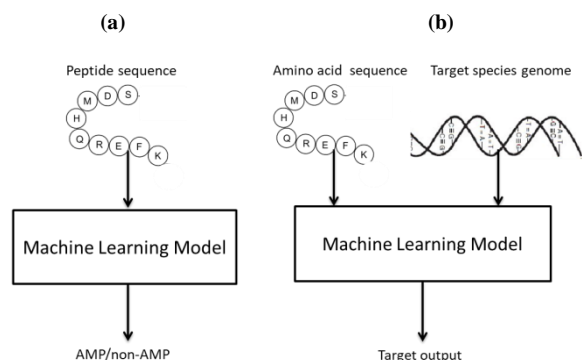 (a)
Peptide sequence
S
D
M
H
Q
R
E
F
K
Machine Learning Model
AMP/non-AMP
(b)
Amino acid sequence
Target species genome
S
D
M
H
Q
R
E
F
K
Machine Learning Model
Target output